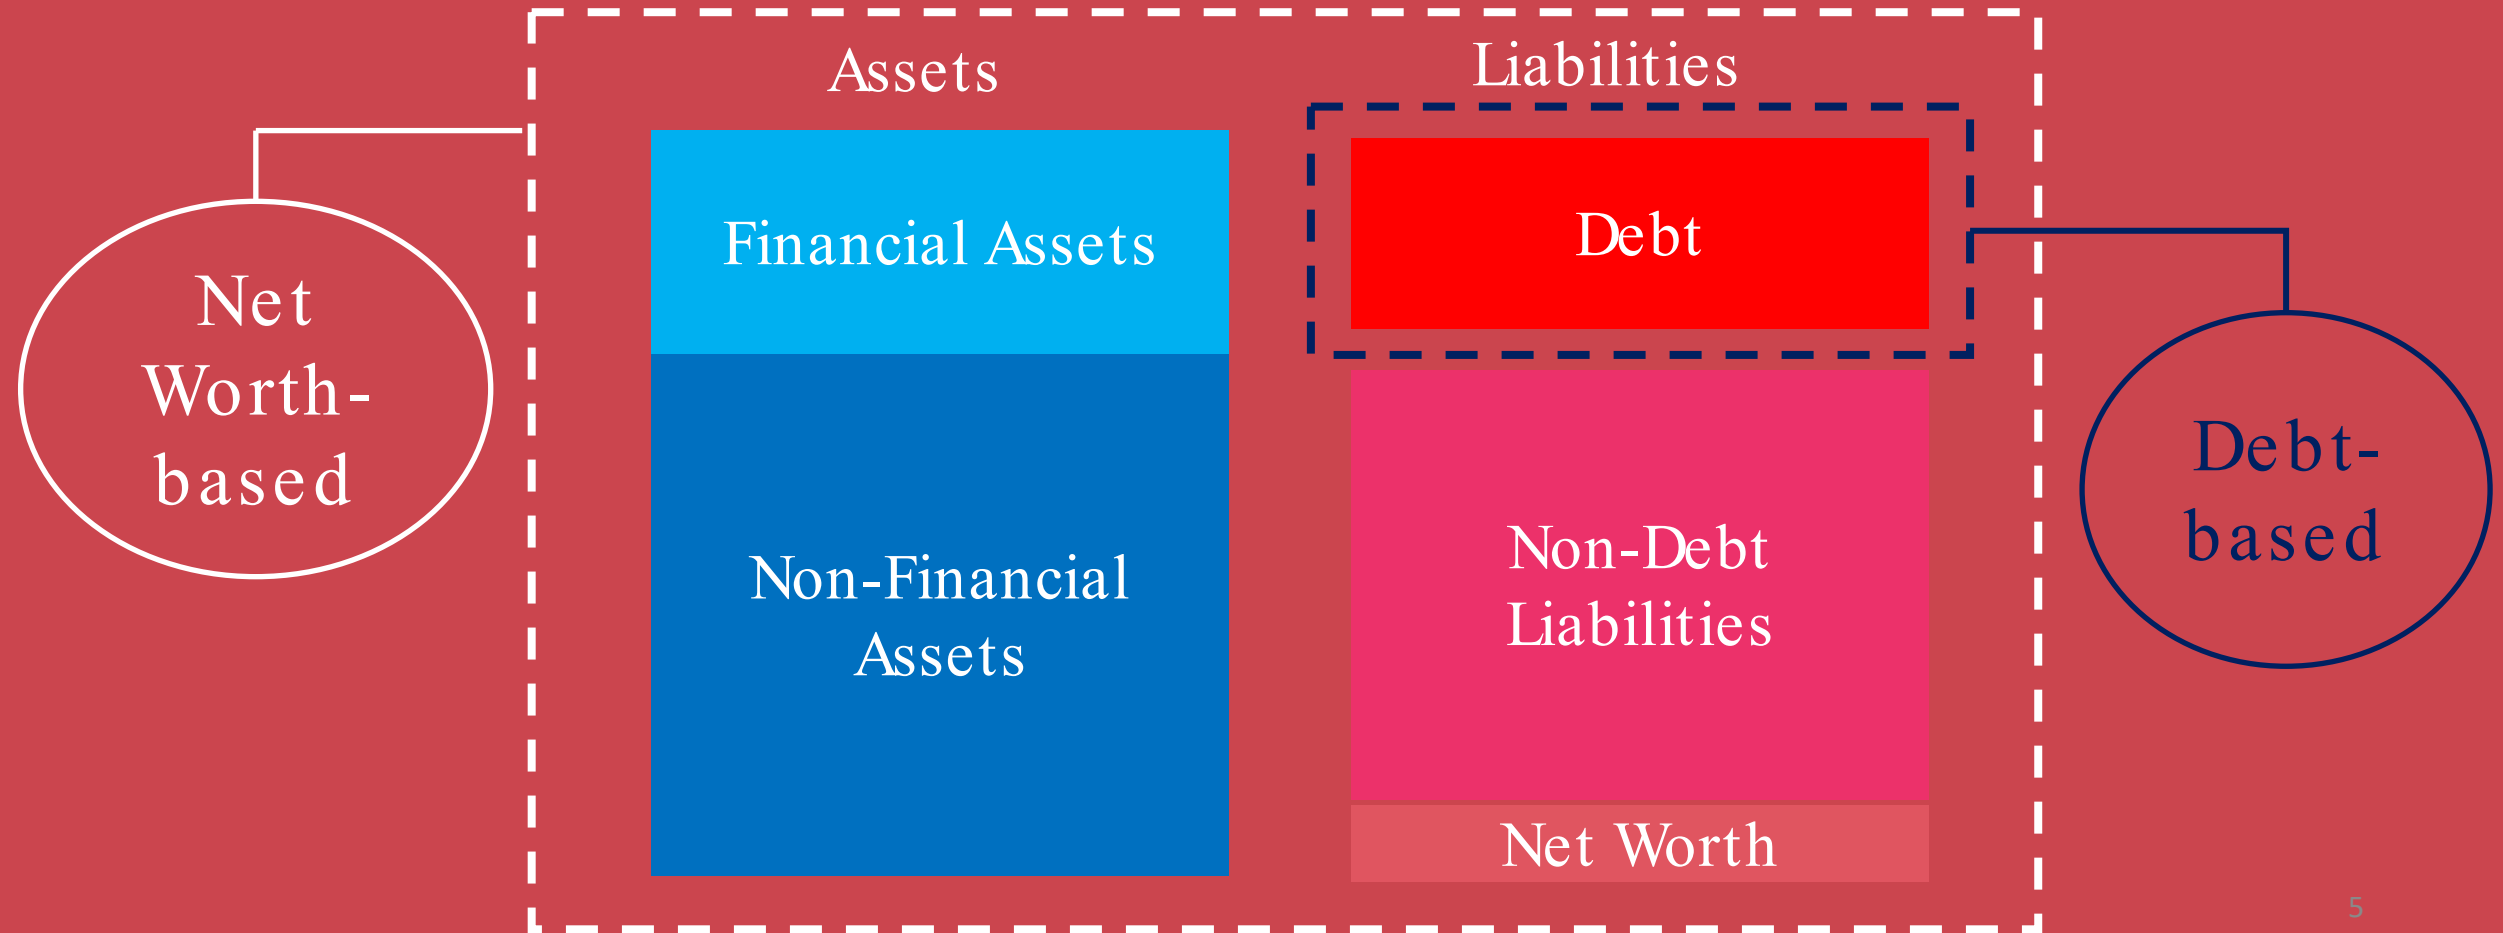 Assets
Liabilities
Financial Assets
Debt
Net
Worth-
based
Debt-
based
Non-Financial
Assets
Non-Debt
Liabilities
Net Worth
5